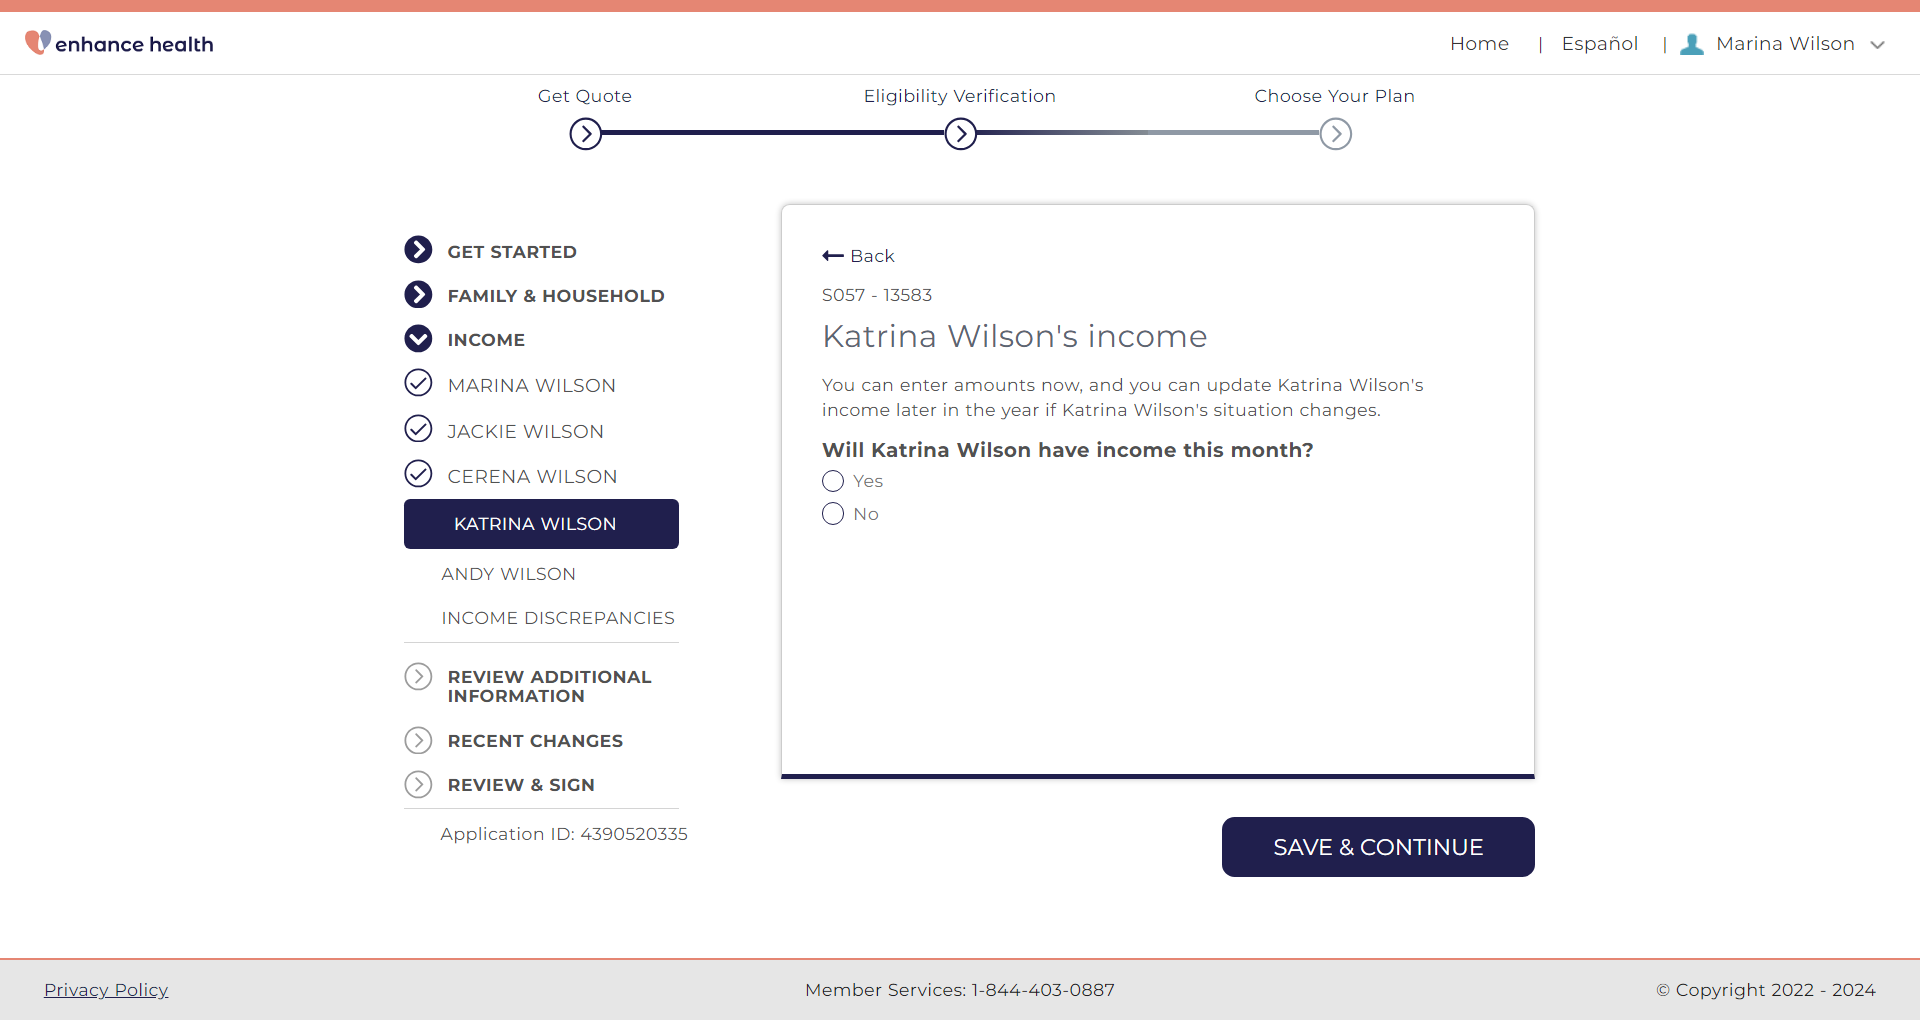 enhance health
Home | Español | Marina Wilson
Get Quote
Eligibility Verification
Choose Your Plan
GET STARTED
FAMILY & HOUSEHOLD
INCOME
MARINA WILSON
JACKIE WILSON
CERENA WILSON
KATRINA WILSON
ANDY WILSON
INCOME DISCREPANCIES
REVIEW ADDITIONAL
INFORMATION
RECENT CHANGES
REVIEW & SIGN
Application ID: 4390520335
Back
S057 - 13583
Katrina Wilson's income
You can enter amounts now, and you can update Katrina Wilson's
income later in the year if Katrina Wilson's situation changes.
Will Katrina Wilson have income this month?
Yes
No
SAVE & CONTINUE
Privacy Policy
Member Services: 1-844-403-0887
© Copyright 2022 - 2024